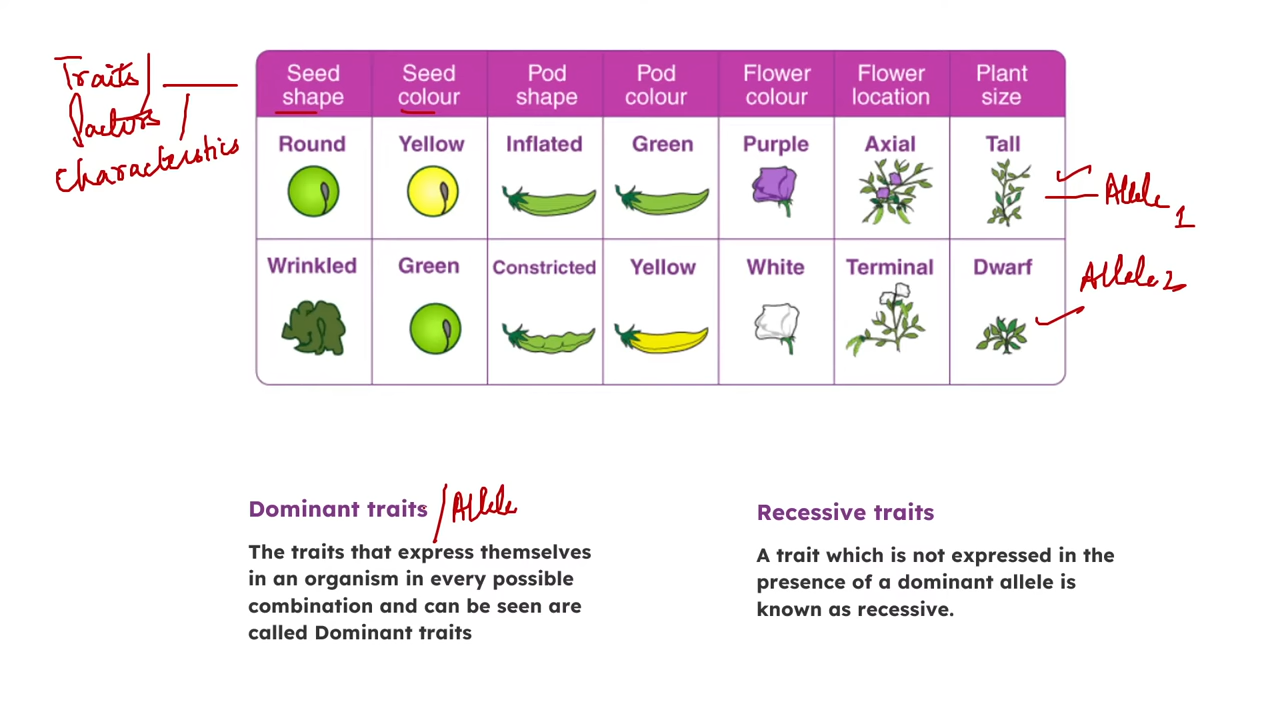 Traits/
factors
Characteristics
Seed shape
Seed colour
Pod shape
Pod colour
Flower colour
Flower location
Plant size
Round
Yellow
Inflated
Green
Purple
Axial
Tall
Allele 1
Wrinkled
Green
Constricted
Yellow
White
Terminal
Dwarf
Allele 2
Dominant traits /Allele
The traits that express themselves
in an organism in every possible
combination and can be seen are
called Dominant traits
Recessive traits
A trait which is not expressed in the
presence of a dominant allele is
known as recessive.